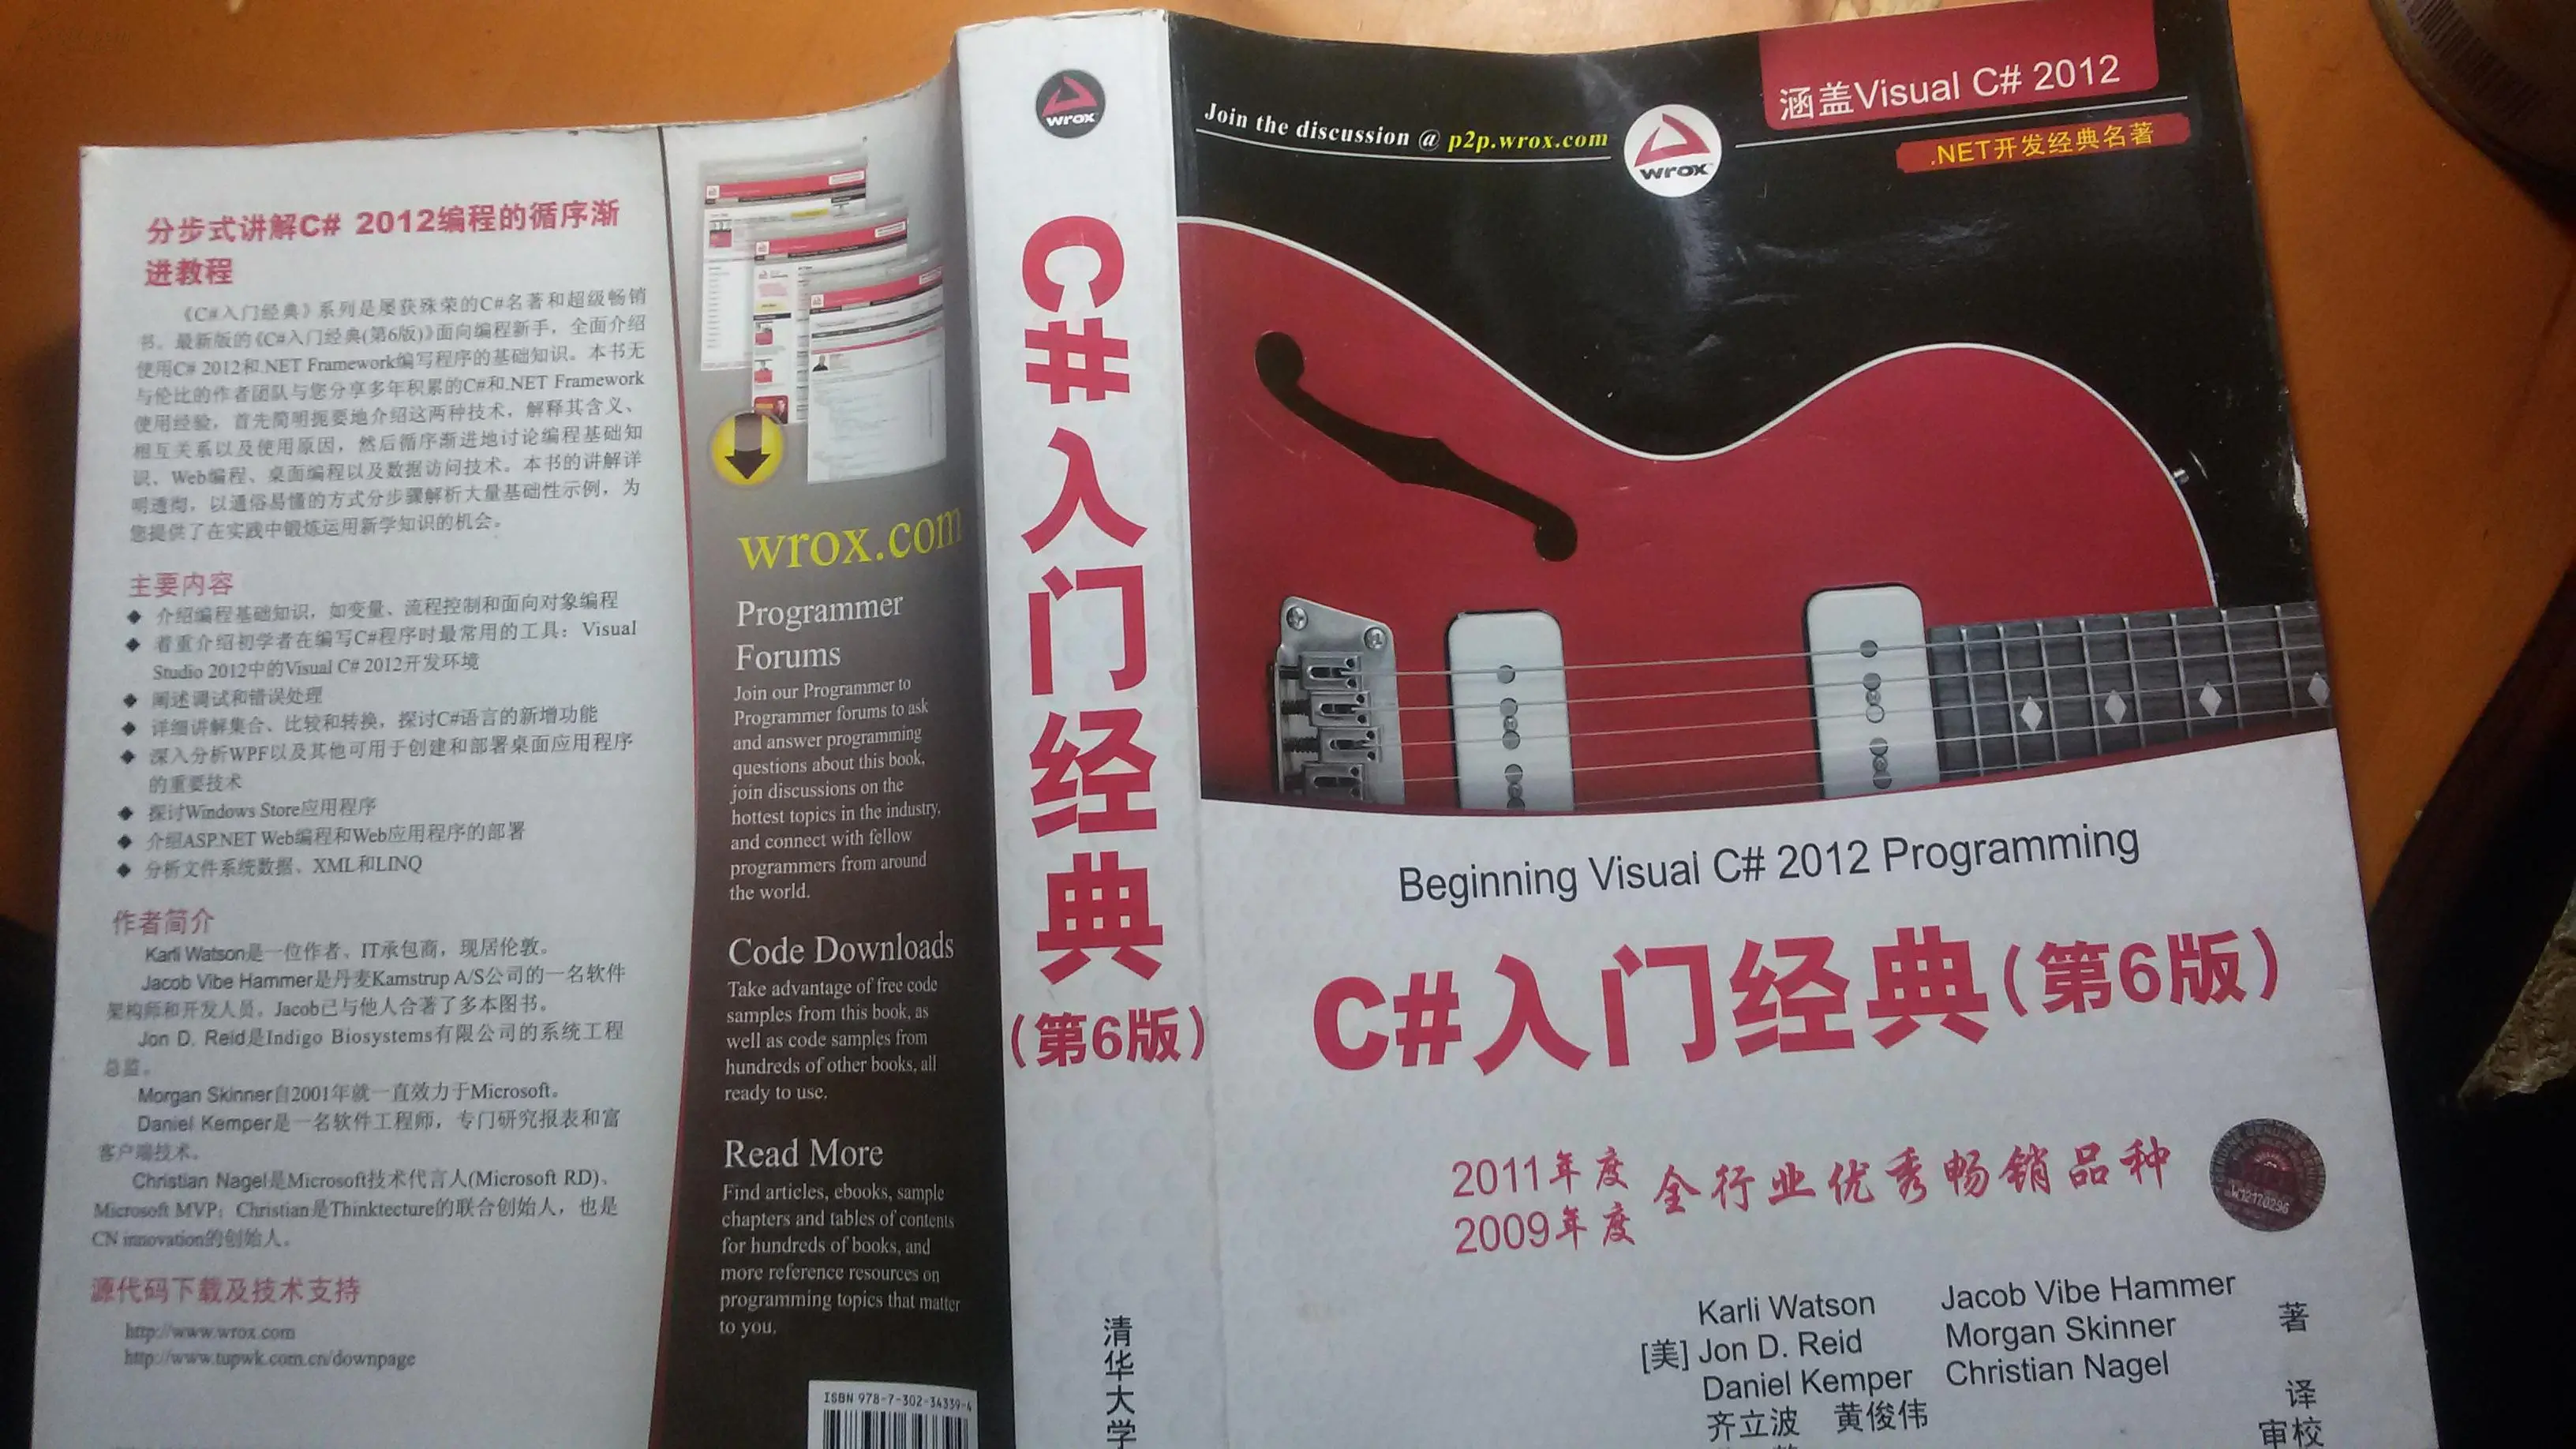 分步式讲解C# 2012编程的循序渐
进教程
《C#入门经典》系列是屡获殊荣的C#名著和超级畅销
书。最新版的《C#入门经典(第6版)》面向编程新手，全面介绍
使用C# 2012和.NET Framework编写程序的基础知识。本书无
与伦比的作者团队与您分享多年积累的C#和.NET Framework
使用经验，首先简明扼要地介绍这两种技术，解释其含义、
相互关系以及使用原因，然后循序渐进地讨论编程基础知
识、Web编程、桌面编程以及数据访问技术。本书的讲解详
明透彻，以通俗易懂的方式分步骤解析大量基础性示例，为
您提供了在实践中锻炼运用新学知识的机会。
主要内容
◆ 介绍编程基础知识，如变量、流程控制和面向对象编程
◆ 着重介绍初学者在编写C#程序时最常用的工具：Visual
Studio 2012中的Visual C# 2012开发环境
◆ 阐述调试和错误处理
◆ 详细讲解集合、比较和转换，探讨C#语言的新增功能
◆ 深入分析WPF以及其他可用于创建和部署桌面应用程序
的重要技术
◆ 探讨Windows Store应用程序
◆ 介绍ASP.NET Web编程和Web应用程序的部署
◆ 分析文件系统数据、XML和LINQ
作者简介
Karli Watson是一位作者、IT承包商，现居伦敦。
Jacob Vibe Hammer是丹麦Kamstrup A/S公司的一名软件
架构师和开发人员。Jacob已与他人合著了多本图书。
Jon D. Reid是Indigo Biosystems有限公司的系统工程
总监。
Morgan Skinner自2001年就一直效力于Microsoft。
Daniel Kemper是一名软件工程师，专门研究报表和富
客户端技术。
Christian Nagel是Microsoft技术代言人(Microsoft RD)、
Microsoft MVP；Christian是Thinktecture的联合创始人，也是
CN innovation的创始人。
源代码下载及技术支持
http://www.wrox.com
http://www.tupwk.com.cn/downpage
wrox.com
Programmer
Forums
Join our Programmer to
Programmer forums to ask
and answer programming
questions about this book,
join discussions on the
hottest topics in the industry,
and connect with fellow
programmers from around
the world.
Code Downloads
Take advantage of free code
samples from this book, as
well as code samples from
hundreds of other books, all
ready to use.
Read More
Find articles, ebooks, sample
chapters and tables of contents
for hundreds of books, and
more reference resources on
programming topics that matter
to you.
ISBN 978-7-302-34339-4
wrox
C#入门经典
（第6版）
清华大学
Join the discussion @ p2p.wrox.com
wrox
涵盖Visual C# 2012
.NET开发经典名著
Beginning Visual C# 2012 Programming
C#入门经典（第6版）
2011年度
2009年度
全行业优秀畅销品种
W12170296
Karli Watson Jacob Vibe Hammer
[美] Jon D. Reid Morgan Skinner 著
Daniel Kemper Christian Nagel
齐立波 黄俊伟 译
审校